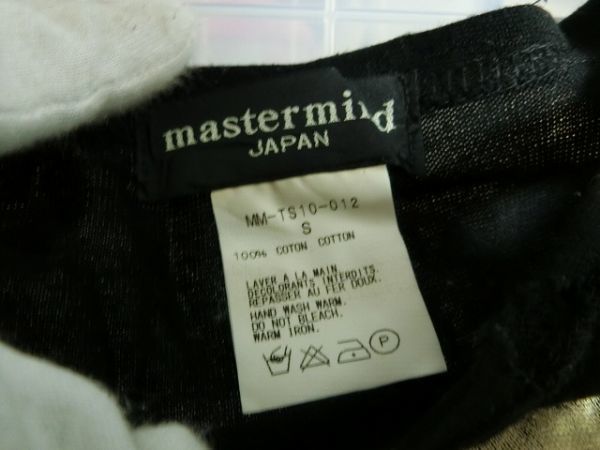 mastermind
JAPAN
MM-TS10-012
S
100% COTON COTTON
LAVER A LA MAIN.
DECOLORANTS INTERDITS.
REPASSER AU FER DOUX.
HAND WASH WARM.
DO NOT BLEACH.
WARM IRON.
P